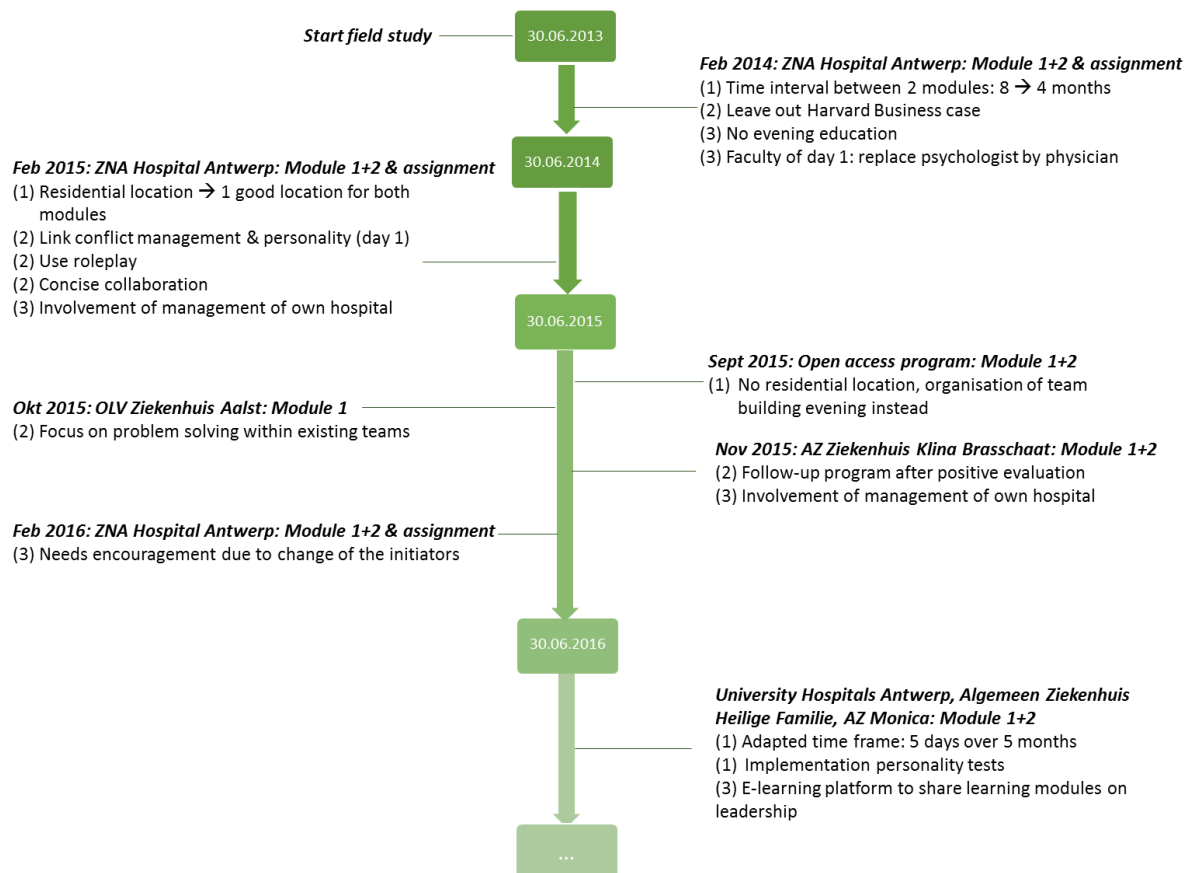 Start field study
30.06.2013
Feb 2014: ZNA Hospital Antwerp: Module 1+2 & assignment
(1) Time interval between 2 modules: 8 → 4 months
(2) Leave out Harvard Business case
(3) No evening education
(3) Faculty of day 1: replace psychologist by physician
30.06.2014
Feb 2015: ZNA Hospital Antwerp: Module 1+2 & assignment
(1) Residential location → 1 good location for both
modules
(2) Link conflict management & personality (day 1)
(2) Use roleplay
(2) Concise collaboration
(3) Involvement of management of own hospital
30.06.2015
Sept 2015: Open access program: Module 1+2
(1) No residential location, organisation of team
building evening instead
Okt 2015: OLV Ziekenhuis Aalst: Module 1
(2) Focus on problem solving within existing teams
Nov 2015: AZ Ziekenhuis Klina Brasschaat: Module 1+2
(2) Follow-up program after positive evaluation
(3) Involvement of management of own hospital
Feb 2016: ZNA Hospital Antwerp: Module 1+2 & assignment
(3) Needs encouragement due to change of the initiators
30.06.2016
University Hospitals Antwerp, Algemeen Ziekenhuis
Heilige Familie, AZ Monica: Module 1+2
(1) Adapted time frame: 5 days over 5 months
(1) Implementation personality tests
(3) E-learning platform to share learning modules on
leadership
...